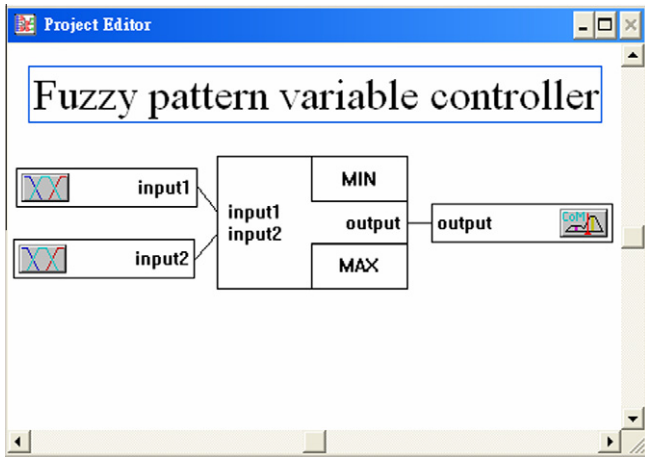 Project Editor
Fuzzy pattern variable controller
input1
input2
input1
input2
MIN
output
MAX
output
CoM